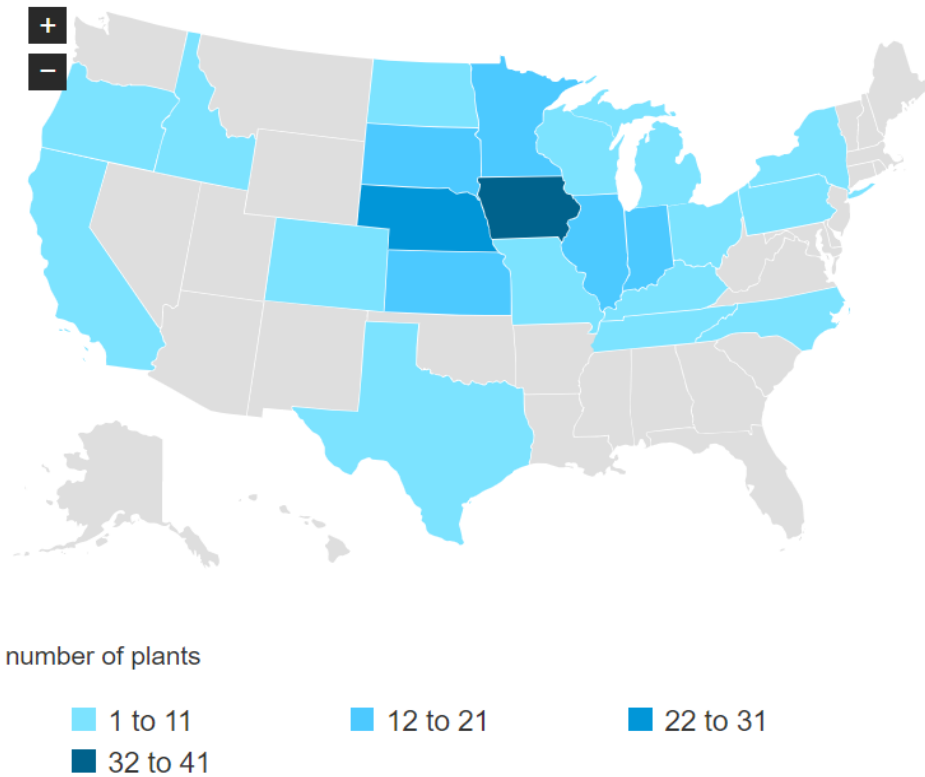 +
−
number of plants
1 to 11 12 to 21 22 to 31
32 to 41